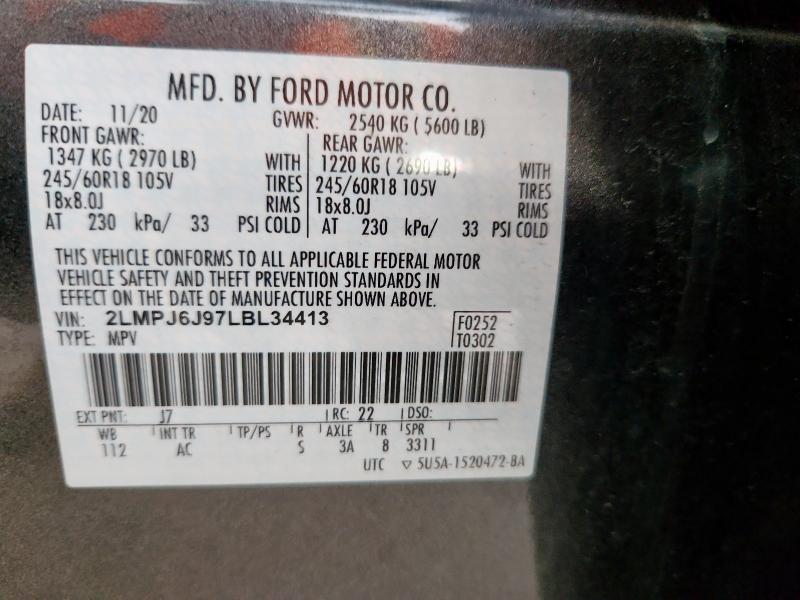 MFD. BY FORD MOTOR CO.
DATE: 11/20 GVWR: 2540 KG ( 5600 LB)
FRONT GAWR: REAR GAWR:
1347 KG ( 2970 LB) WITH 1220 KG ( 2690 LB) WITH
245/60R18 105V TIRES 245/60R18 105V TIRES
18x8.0J RIMS 18x8.0J RIMS
AT 230 kPa/ 33 PSI COLD AT 230 kPa/ 33 PSI COLD
THIS VEHICLE CONFORMS TO ALL APPLICABLE FEDERAL MOTOR
VEHICLE SAFETY AND THEFT PREVENTION STANDARDS IN
EFFECT ON THE DATE OF MANUFACTURE SHOWN ABOVE.
VIN: 2LMPJ6J97LBL34413 F0252
TYPE: MPV T0302
EXT PNT: J7 RC: 22 DSO:
WB INT TR TP/PS R AXLE TR SPR
112 AC S 3A 8 3311
UTC ▽ 5U5A-1520472-BA